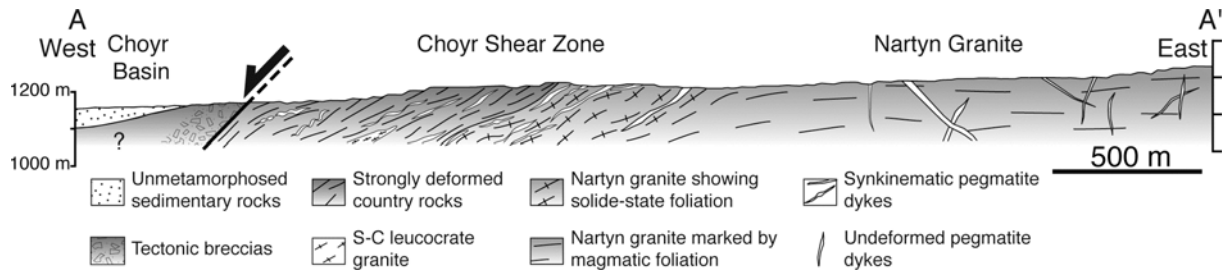 A
West
Choyr
Basin
Choyr Shear Zone
Nartyn Granite
A'
East
1200 m
1000 m
?
500 m
Unmetamorphosed
sedimentary rocks
Strongly deformed
country rocks
Nartyn granite showing
solide-state foliation
Synkinematic pegmatite
dykes
Tectonic breccias
S-C leucocrate
granite
Nartyn granite marked by
magmatic foliation
Undeformed pegmatite
dykes